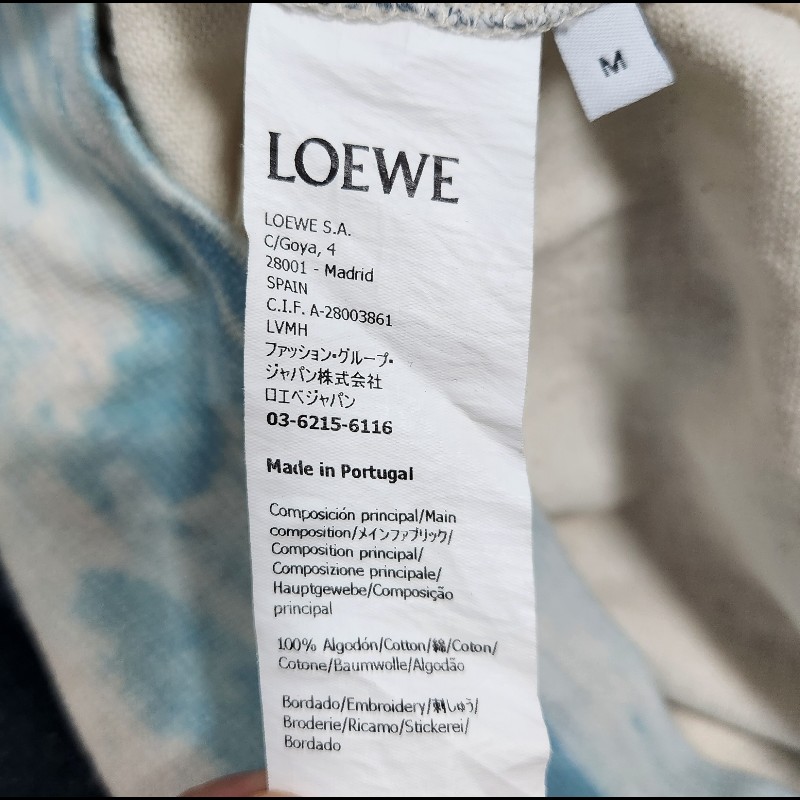 M
LOEWE
LOEWE S.A.
C/Goya, 4
28001 - Madrid
SPAIN
C.I.F. A-28003861
LVMH
ファッション・グループ・
ジャパン株式会社
ロエベジャパン
03-6215-6116
Made in Portugal
Composición principal/Main
composition/メインファブリック/
Composition principal/
Composizione principale/
Hauptgewebe/Composição
principal
100% Algodón/Cotton/綿/Coton/
Cotone/Baumwolle/Algodão
Bordado/Embroidery/刺しゅう/
Broderie/Ricamo/Stickerei/
Bordado